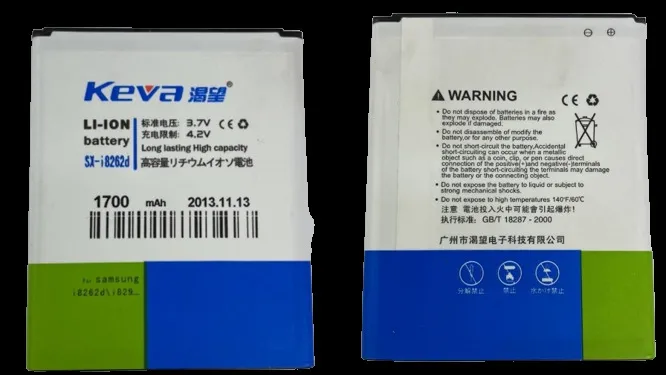 Keva 渴望®
LI-ION
battery
SX-i8262d
标准电压: 3.7V
充电限制: 4.2V
Long lasting High capacity
高容量リチウムイオン電池
1700 mAh 2013.11.13
For samsung
i8262d\i829...
WARNING
Do not dispose of batteries in a fire as
they may explode. Batteries may also
explode if damaged.
Do not disassemble of modify the
battery,or for any other purpose.
Do not short-circuit the battery,Accidental
short-circuiting can occur when a metallic
object such as a coin, clip, or pen causes direct
connection of the positive(+)and negative(-)terminals
of the battery short-circuiting the terminals may damage
Do not expose the battery to liquid or subject to
strong mechanical shocks.
Do not expose to high temperatures 140°F/60°C
注意 電池投入火中可能会引起爆炸!
执行标准: GB/T 18287 - 2000
广州市渴望电子科技有限公司
分解禁止
投入禁止
水かけ禁止